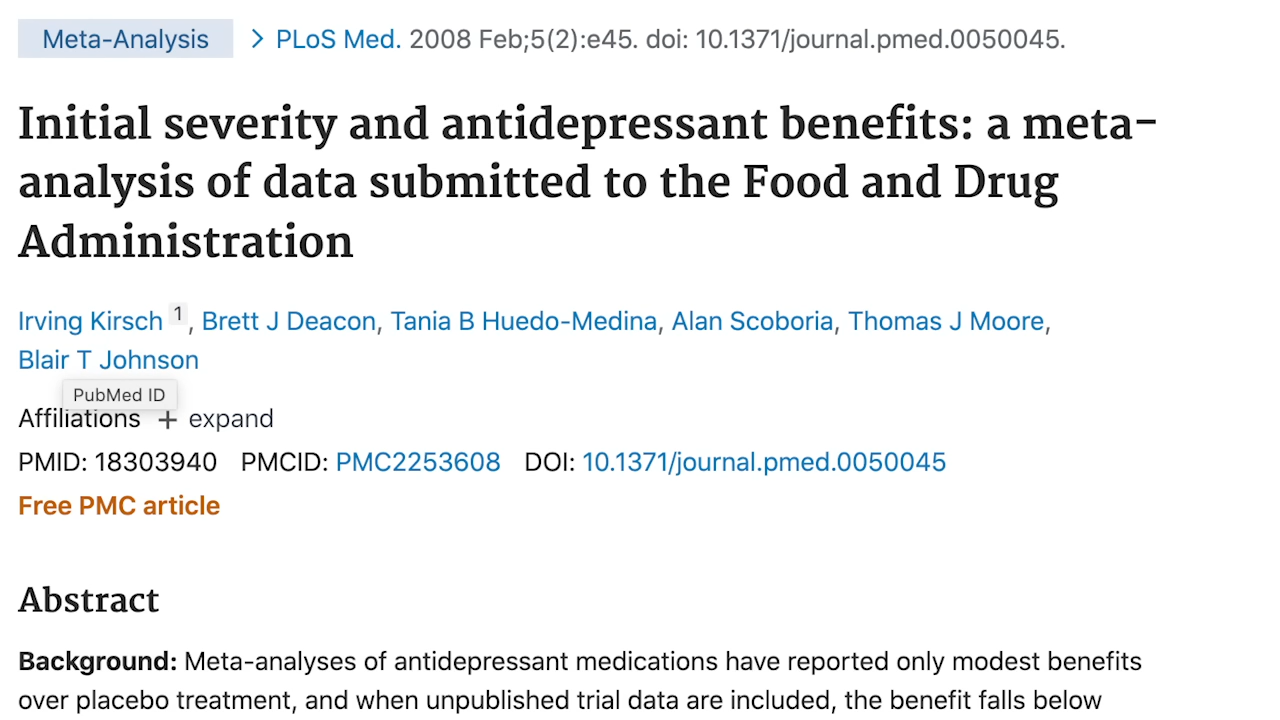 Meta-Analysis > PLoS Med. 2008 Feb;5(2):e45. doi: 10.1371/journal.pmed.0050045.
Initial severity and antidepressant benefits: a meta-
analysis of data submitted to the Food and Drug
Administration
Irving Kirsch 1, Brett J Deacon, Tania B Huedo-Medina, Alan Scoboria, Thomas J Moore,
Blair T Johnson
PubMed ID
Affiliations + expand
PMID: 18303940 PMCID: PMC2253608 DOI: 10.1371/journal.pmed.0050045
Free PMC article
Abstract
Background: Meta-analyses of antidepressant medications have reported only modest benefits
over placebo treatment, and when unpublished trial data are included, the benefit falls below